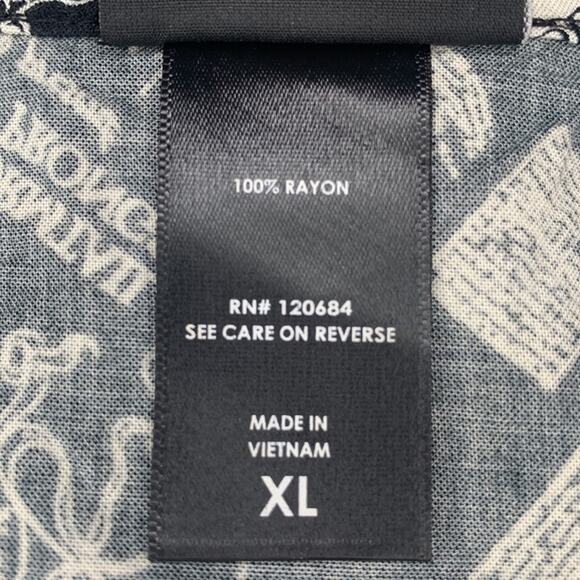 100% RAYON
RN# 120684
SEE CARE ON REVERSE
MADE IN
VIETNAM
XL